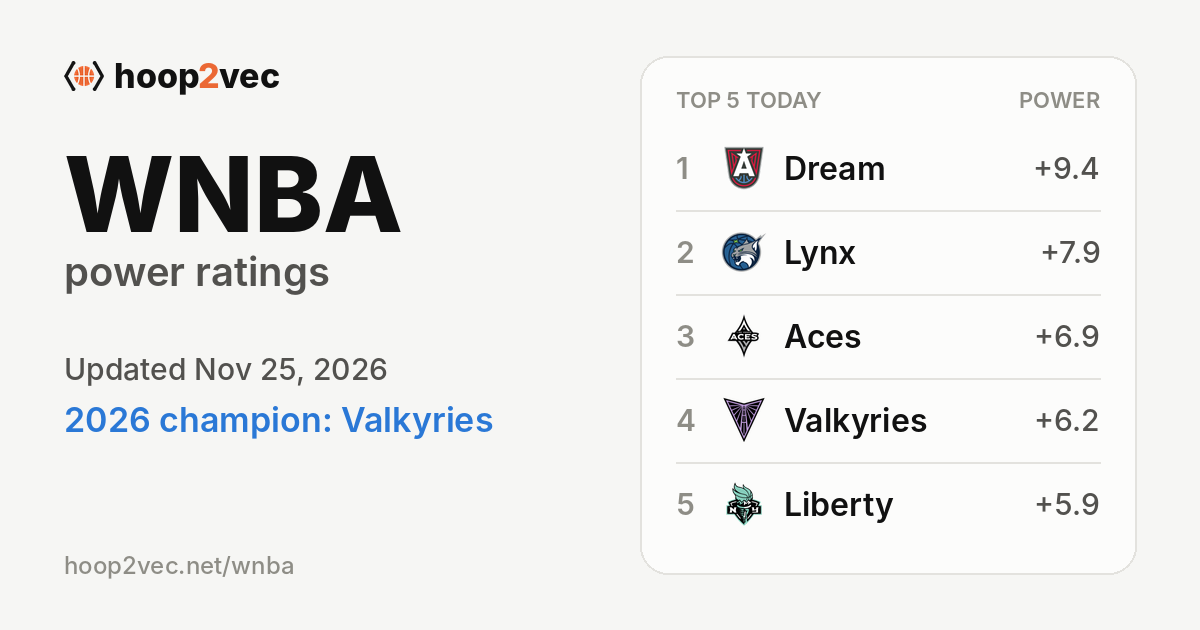 hoop2vec
WNBA
power ratings
Updated Nov 25, 2026
2026 champion: Valkyries
hoop2vec.net/wnba
TOP 5 TODAY POWER
1 Dream +9.4
2 Lynx +7.9
3 ACES Aces +6.9
4 Valkyries +6.2
5 Liberty +5.9